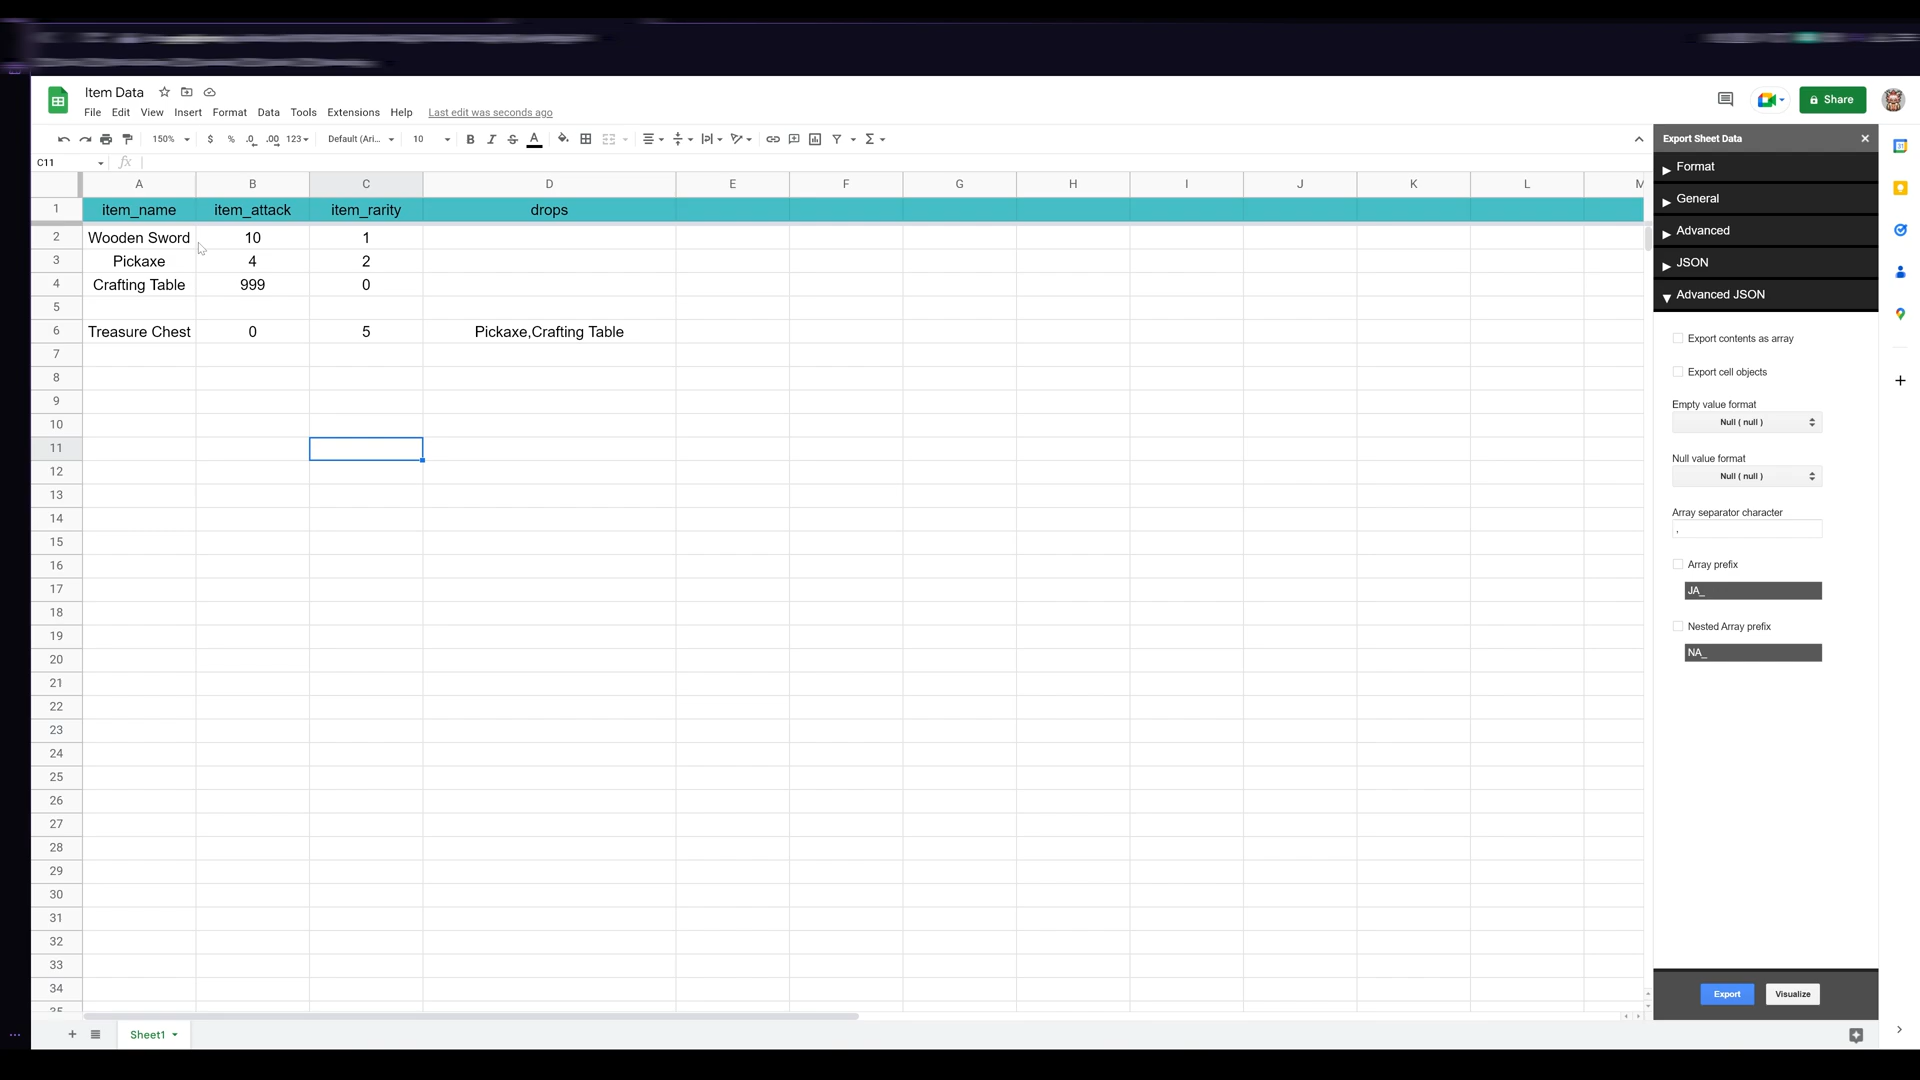 Item Data
File Edit View Insert Format Data Tools Extensions Help Last edit was seconds ago
Share
150% $ % .0 .00 123 Default (Ari... 10 B I S A Σ
C11 fx
A B C D E F G H I J K L M
1 item_name item_attack item_rarity drops
2 Wooden Sword 10 1
3 Pickaxe 4 2
4 Crafting Table 999 0
5
6 Treasure Chest 0 5 Pickaxe,Crafting Table
7
8
9
10
11
12
13
14
15
16
17
18
19
20
21
22
23
24
25
26
27
28
29
30
31
32
33
34
35
Sheet1
Export Sheet Data
Format
General
Advanced
JSON
Advanced JSON
Export contents as array
Export cell objects
Empty value format
Null ( null )
Null value format
Null ( null )
Array separator character
,
Array prefix
JA_
Nested Array prefix
NA_
Export Visualize
31